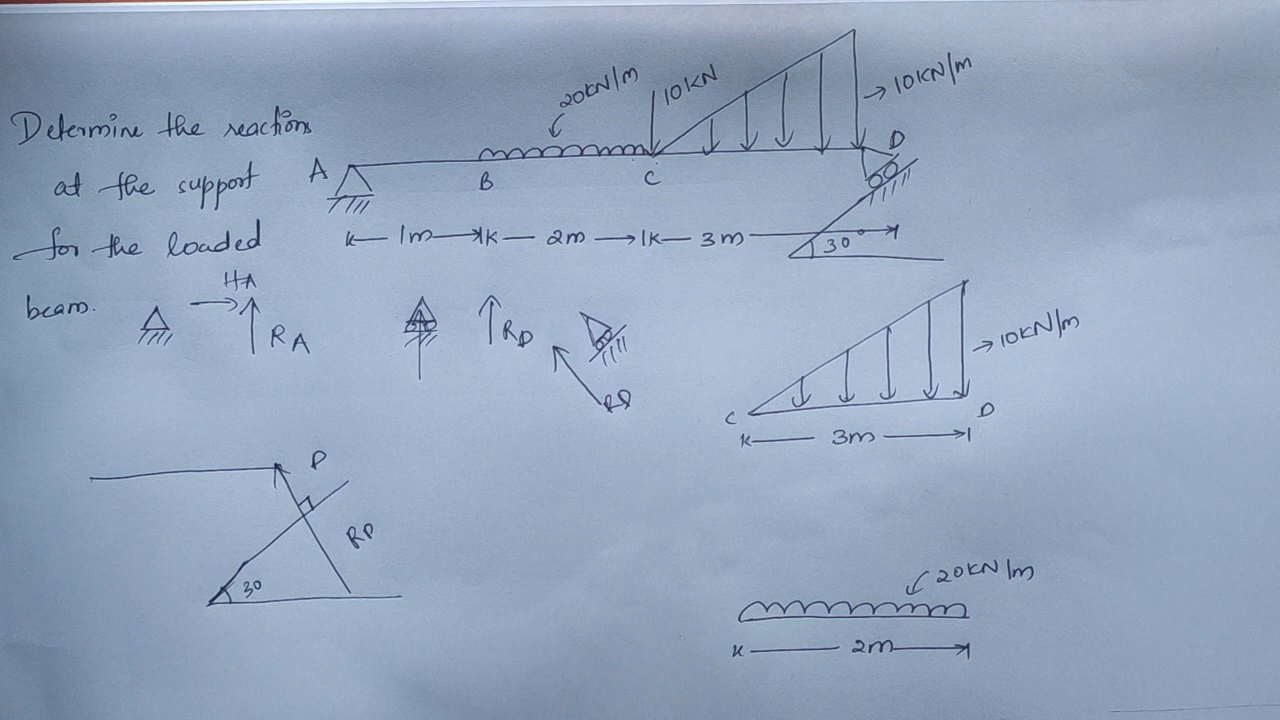 Determine the reactions
at the support
for the loaded
beam.
20KN/m
10KN
10KN/m
A
B
C
D
1m
2m
3m
30°
HA
RA
RD
RD
C
D
10KN/m
3m
D
RD
30
20KN/m
2m